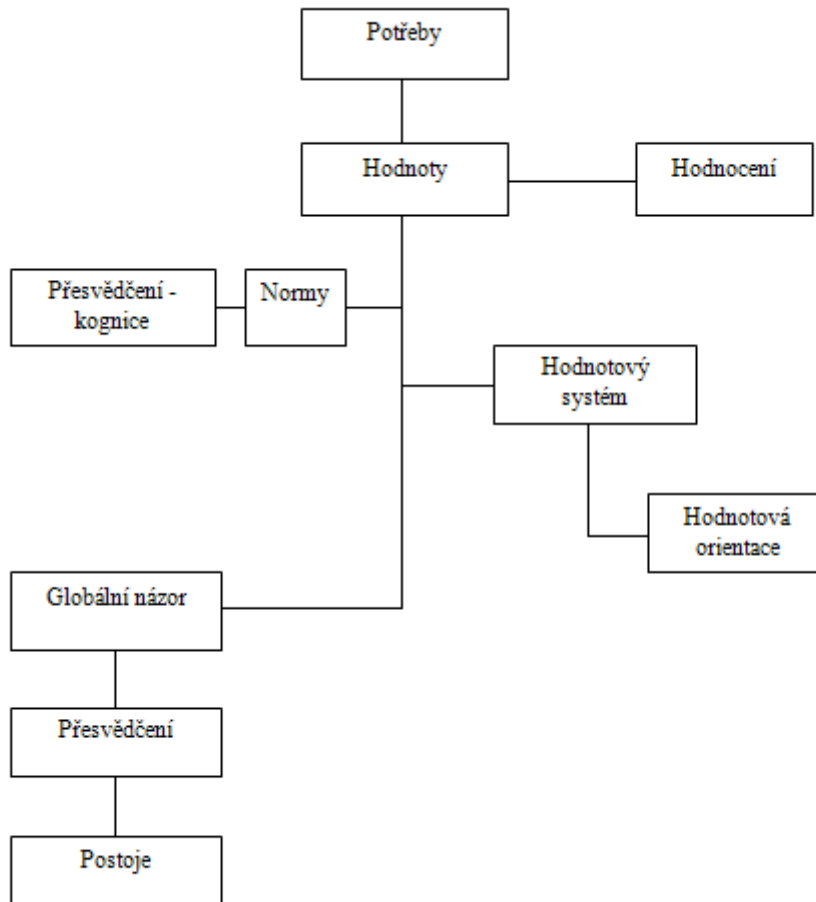 Potřeby
Hodnoty
Hodnocení
Přesvědčení -
kognice
Normy
Hodnotový
systém
Hodnotová
orientace
Globální názor
Přesvědčení
Postoje